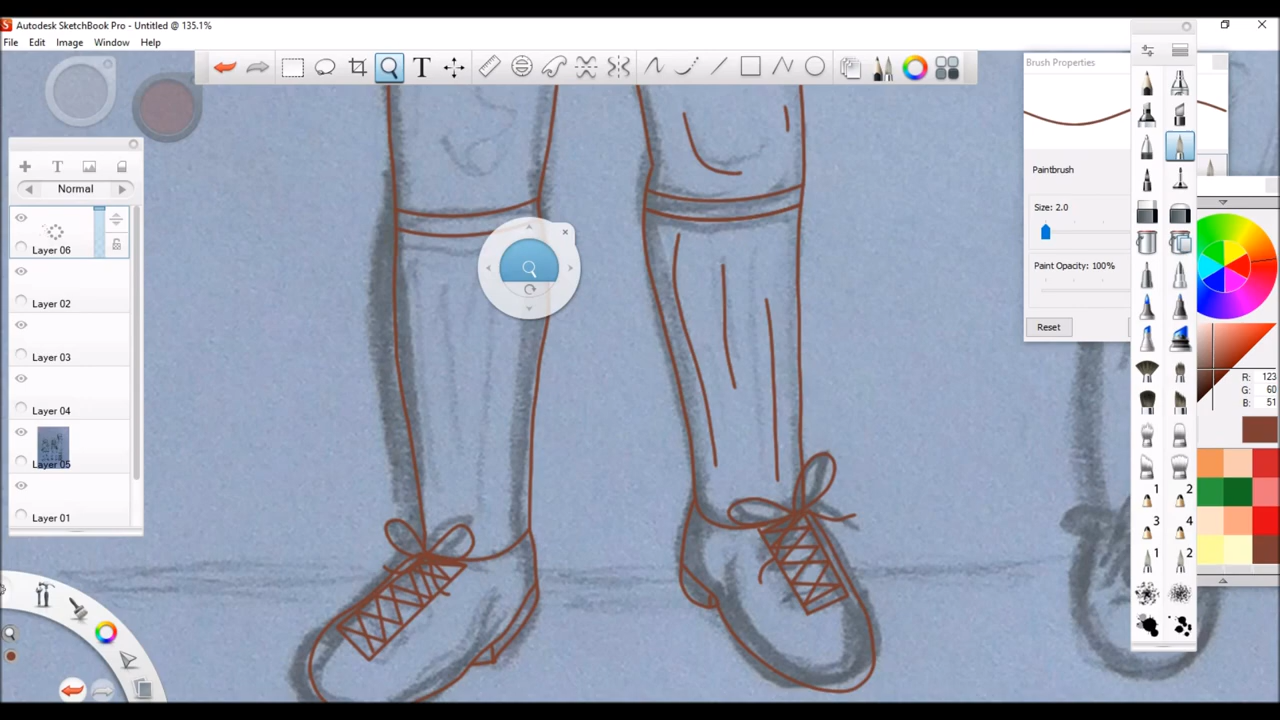 Autodesk SketchBook Pro - Untitled @ 135.1%
File Edit Image Window Help
T
Brush Properties
T
Normal
Paintbrush
Size: 2.0
Layer 06
Paint Opacity: 100%
Layer 02
Reset
Layer 03
R: 123
G: 60
B: 51
Layer 04
Layer 05
1 2
Layer 01
3 4
1 2